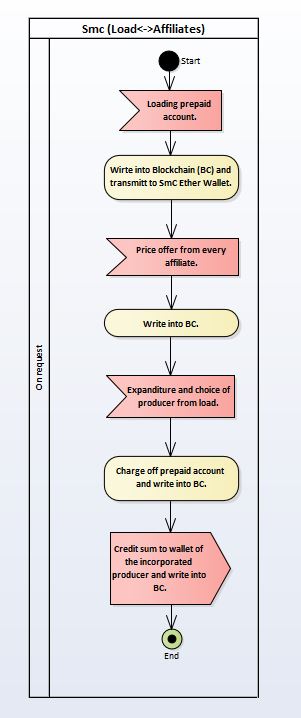 Smc (Load<->Affiliates)
Start
Loading prepaid
account.
Wirte into Blockchain (BC) and
transmitt to SmC Ether Wallet.
Price offer from every
affiliate.
Write into BC.
On request
Expanditure and choice of
producer from load.
Charge off prepaid account
and write into BC.
Credit sum to wallet of
the incorporated
producer and write into
BC.
End